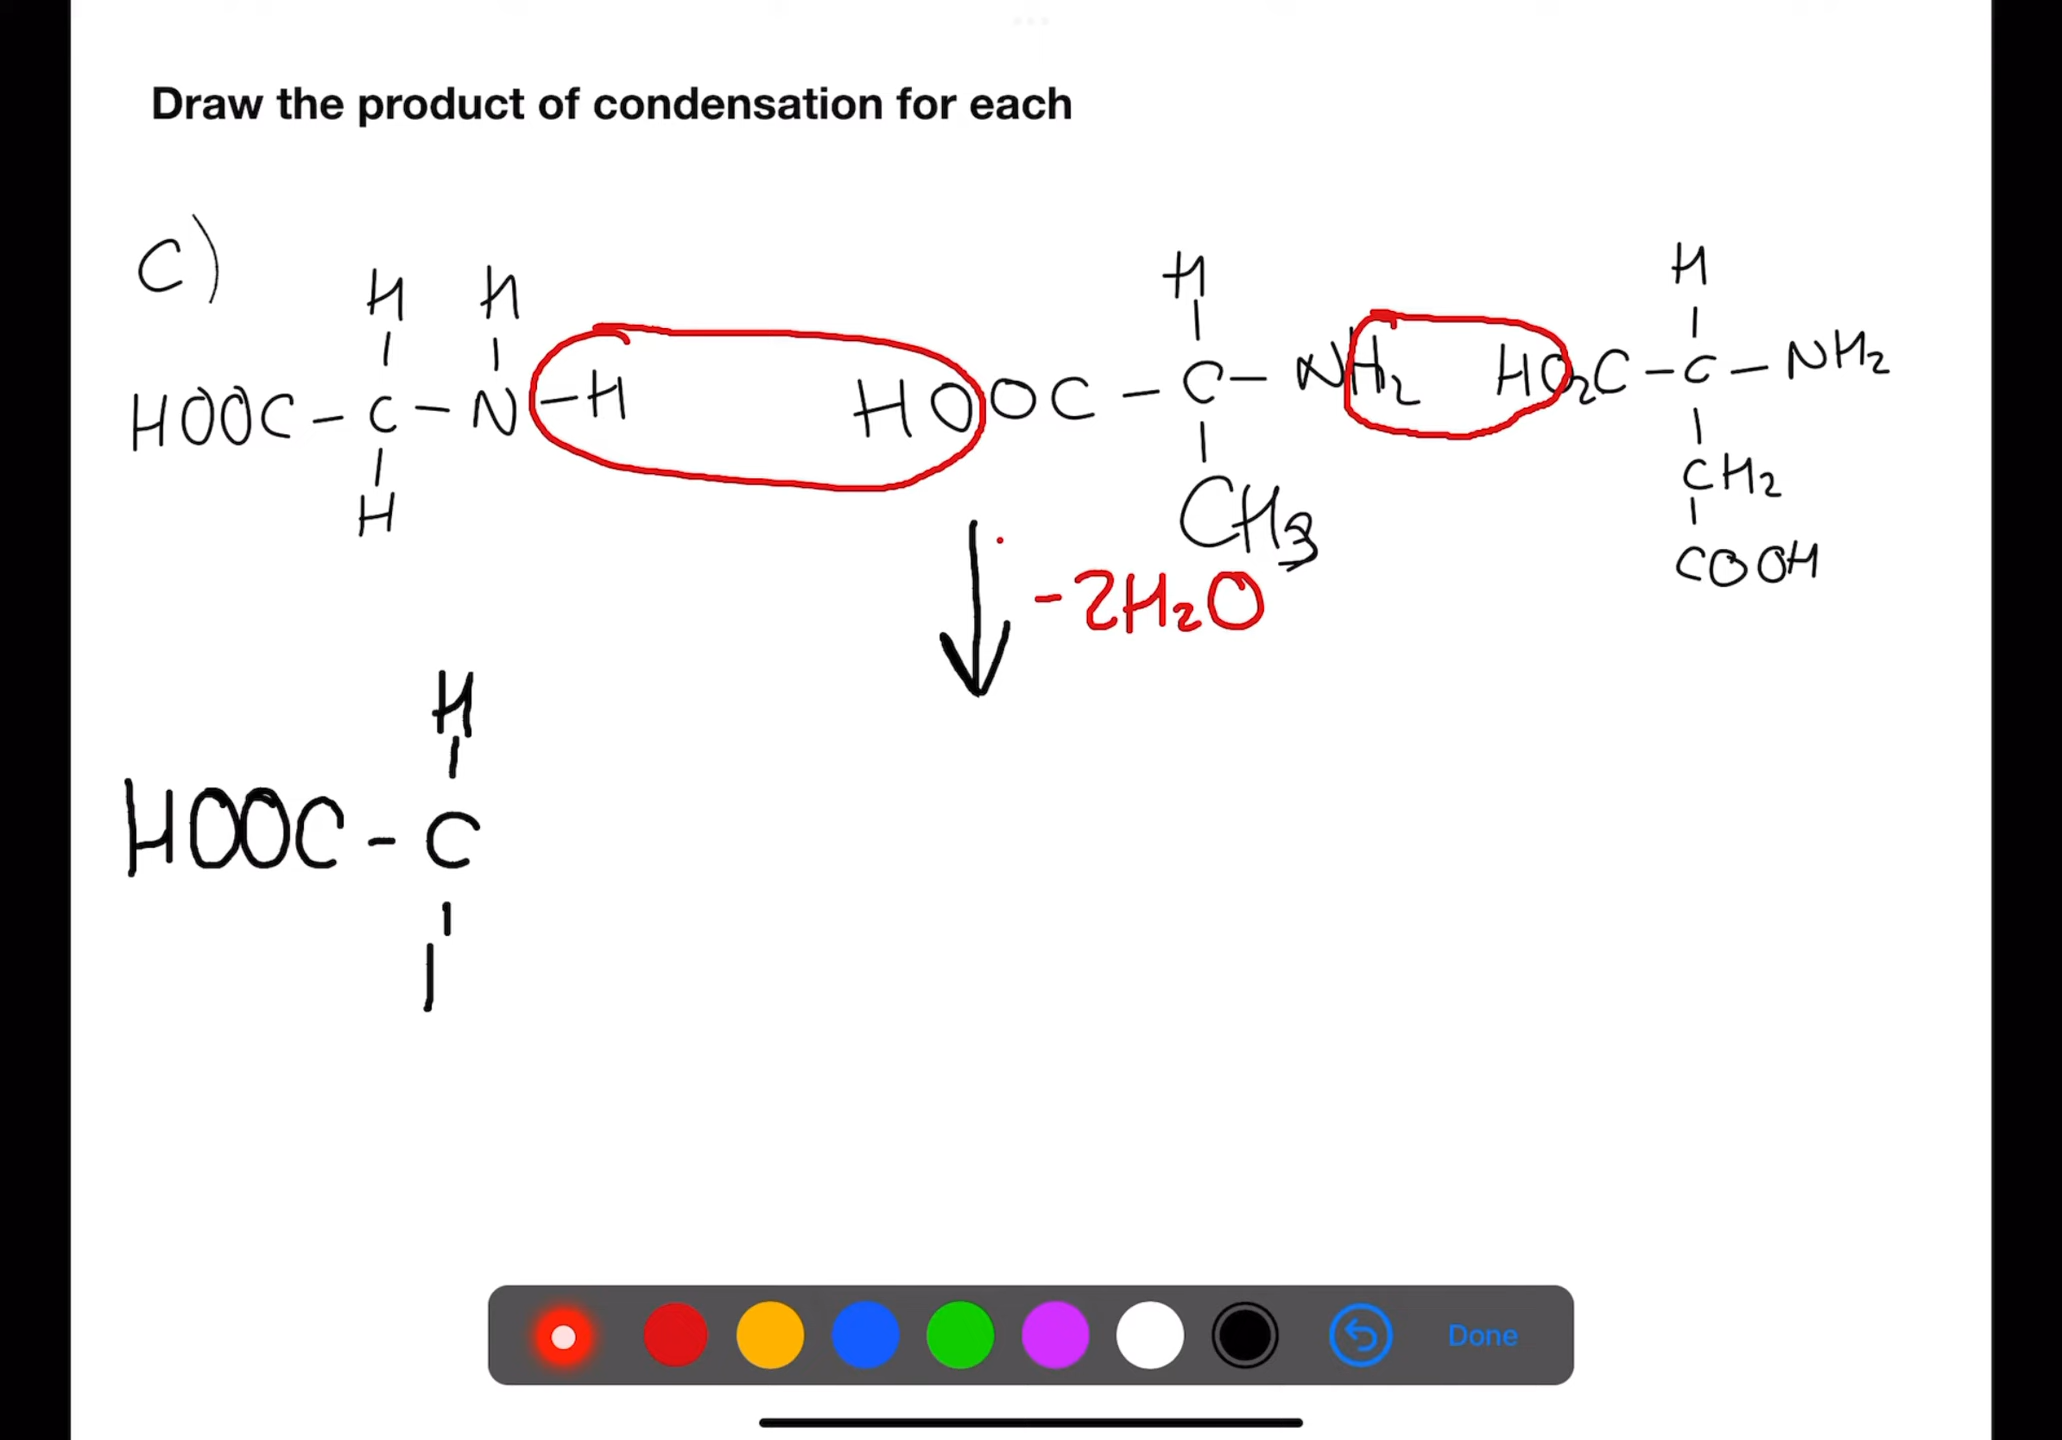 Draw the product of condensation for each
C)
H H H H
HOOC-C-N-H HOOC-C-NH2 HO2C-C-NH2
H CH3 CH2
COOH
-2H2O
H
HOOC-C
Done